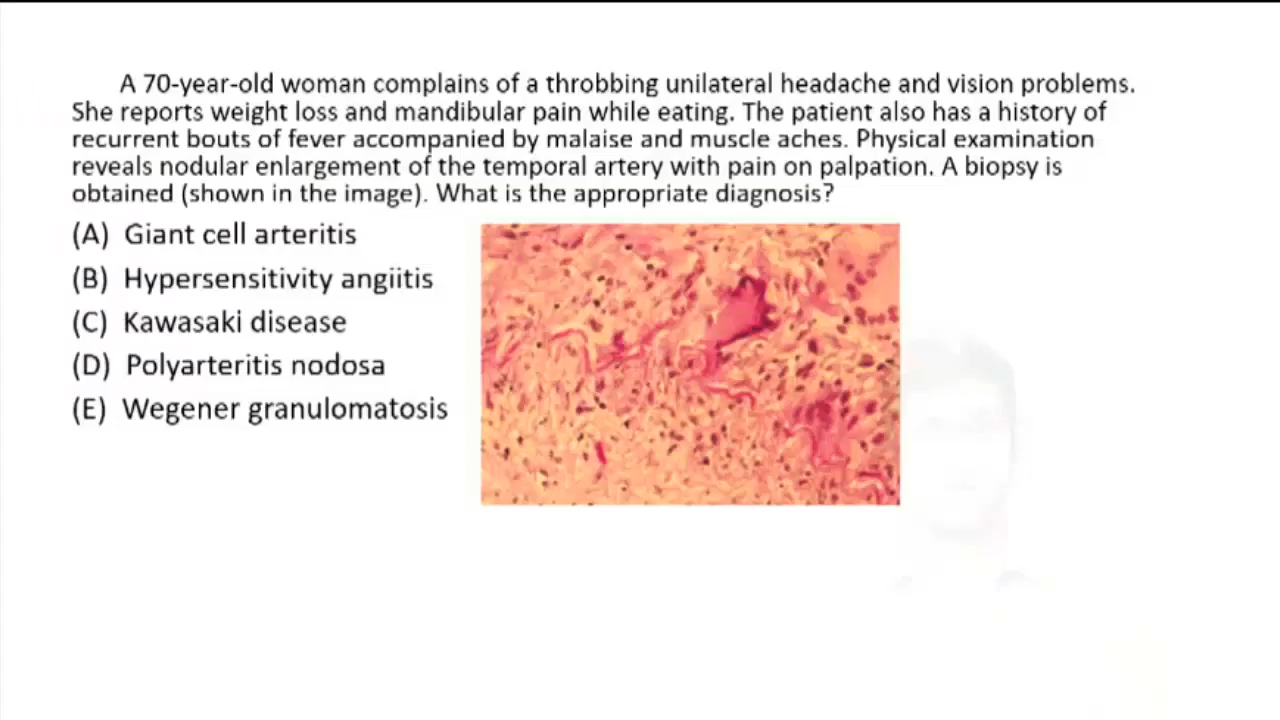 A 70-year-old woman complains of a throbbing unilateral headache and vision problems.
She reports weight loss and mandibular pain while eating. The patient also has a history of
recurrent bouts of fever accompanied by malaise and muscle aches. Physical examination
reveals nodular enlargement of the temporal artery with pain on palpation. A biopsy is
obtained (shown in the image). What is the appropriate diagnosis?
(A) Giant cell arteritis
(B) Hypersensitivity angiitis
(C) Kawasaki disease
(D) Polyarteritis nodosa
(E) Wegener granulomatosis